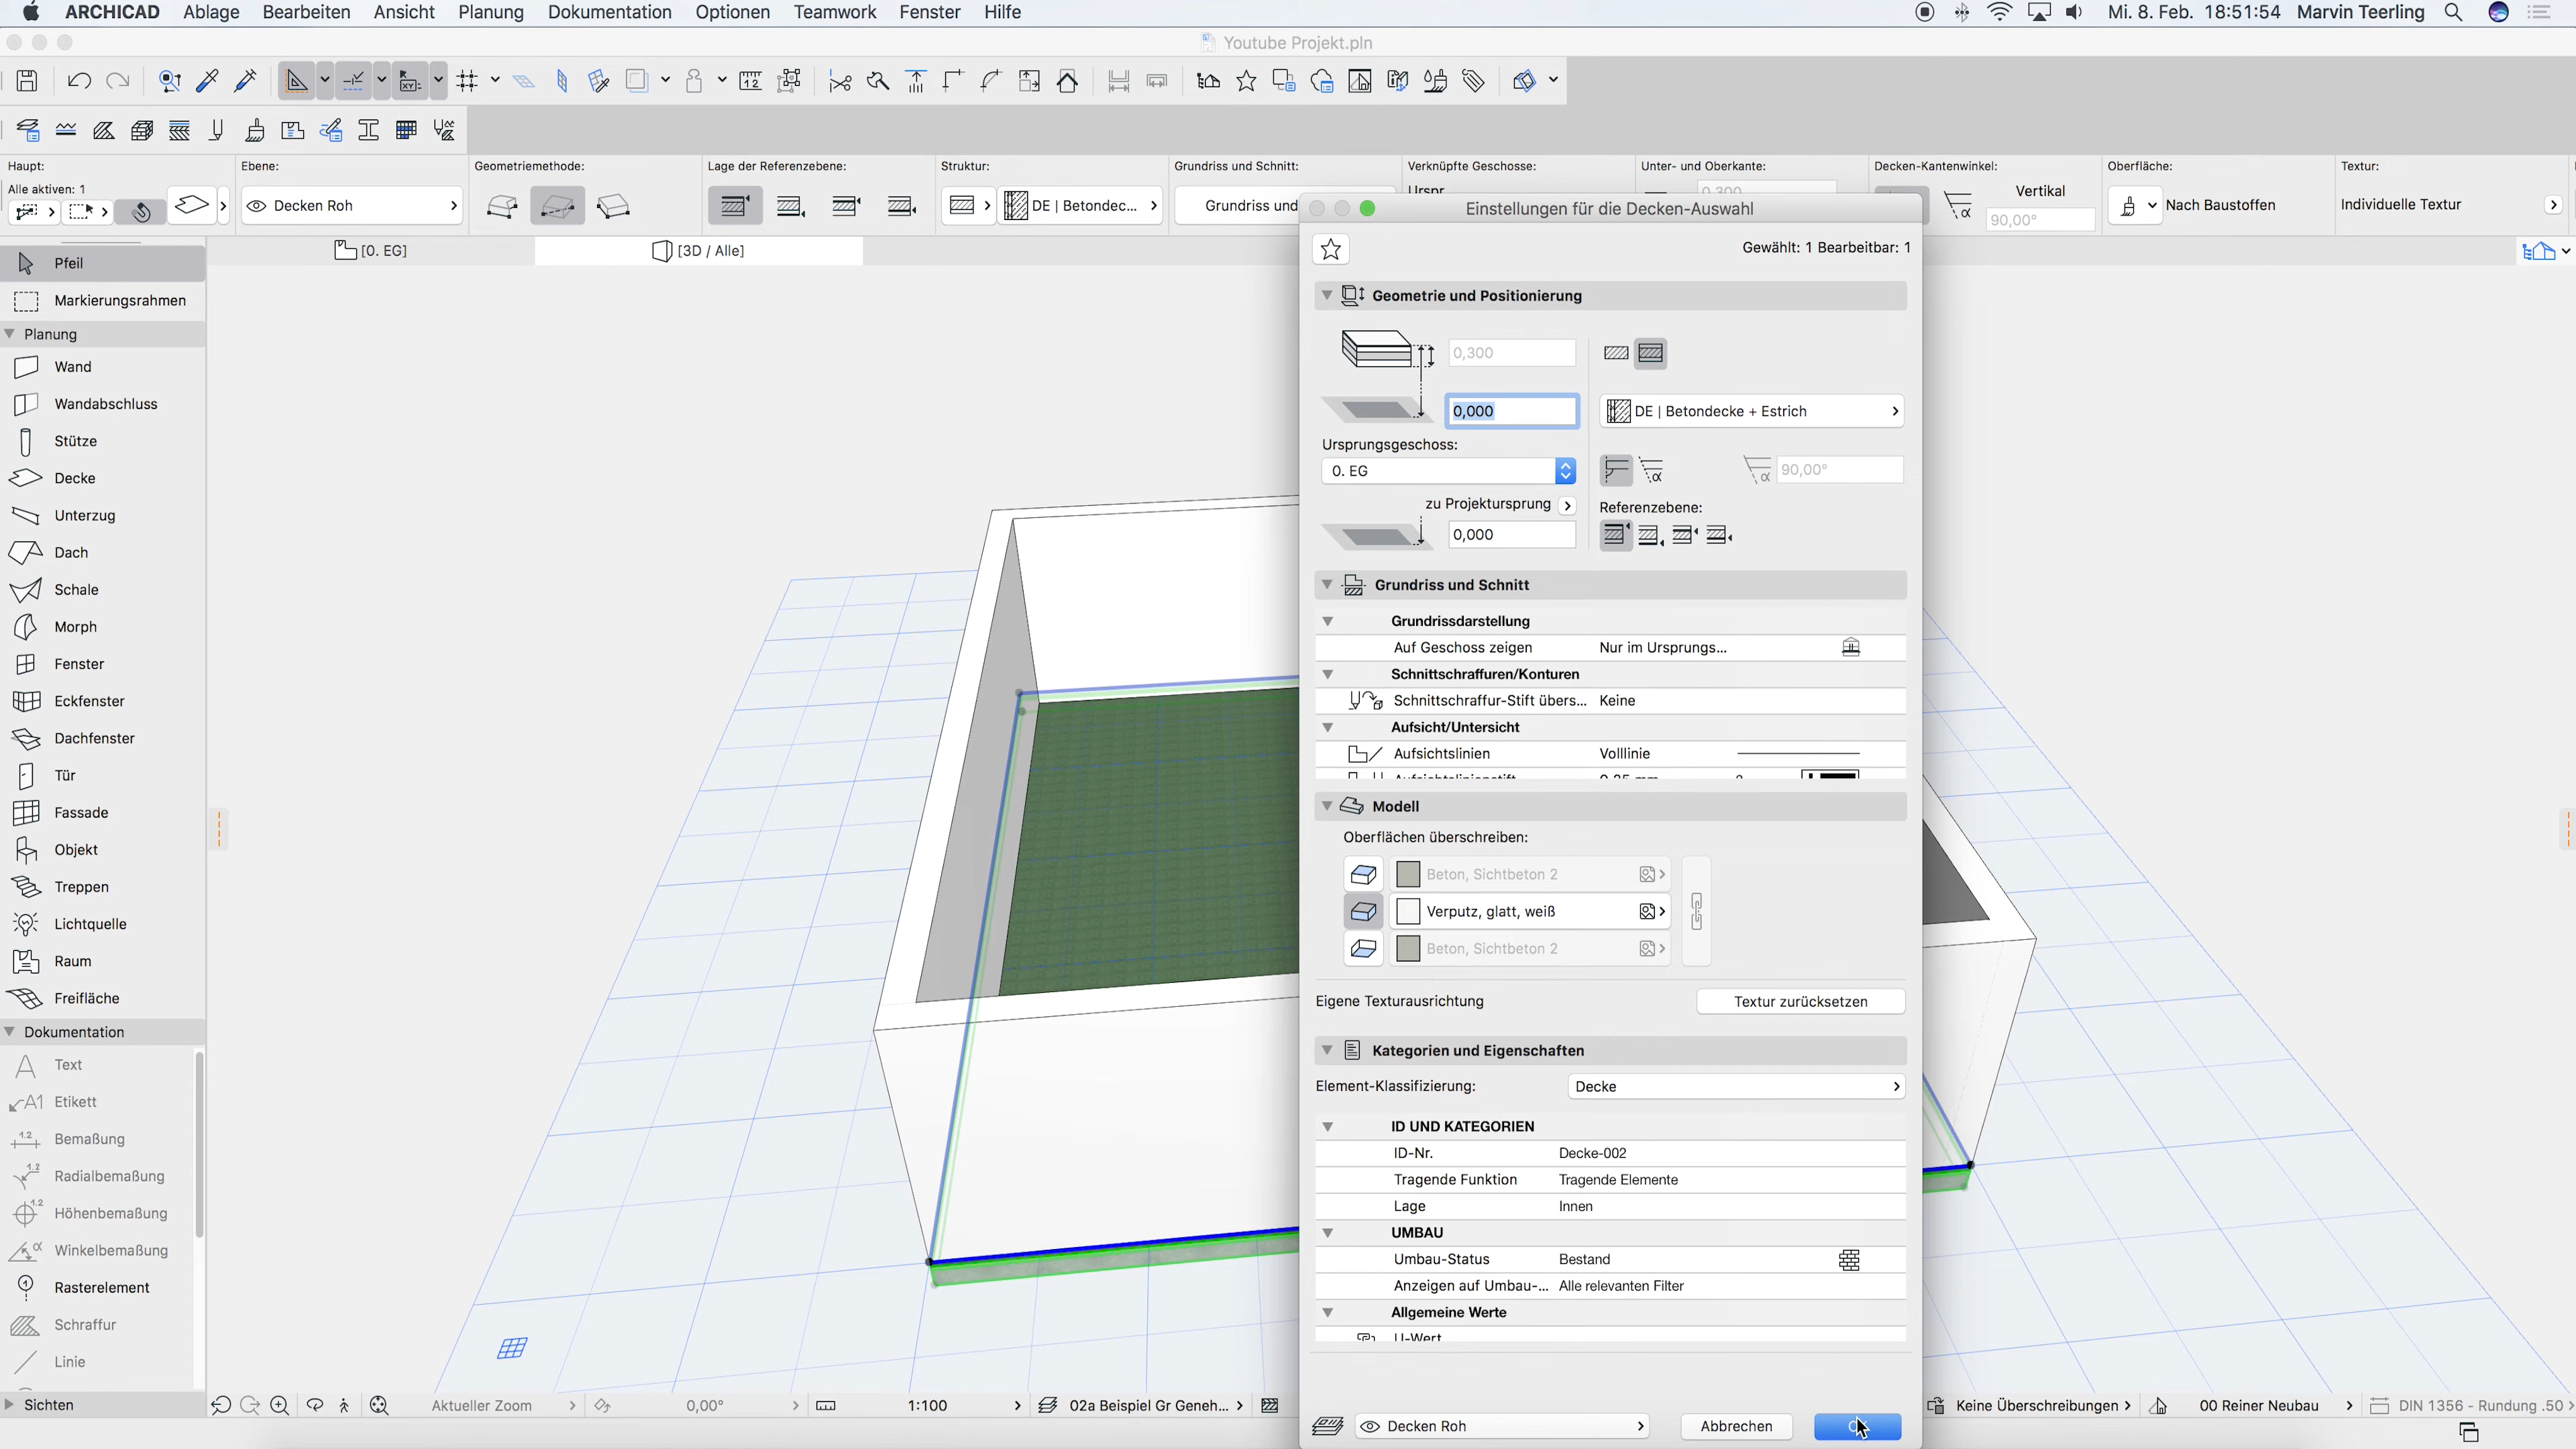 ARCHICAD Ablage Bearbeiten Ansicht Planung Dokumentation Optionen Teamwork Fenster Hilfe Mi. 8. Feb. 18:51:54 Marvin Teerling
Youtube Projekt.pln
Haupt: Ebene: Geometriemethode: Lage der Referenzebene: Struktur: Grundriss und Schnitt: Verknüpfte Geschosse: Unter- und Oberkante: Decken-Kantenwinkel: Oberfläche: Textur:
Alle aktiven: 1
Decken Roh
DE | Betondec...
Grundriss und
Vertikal
90,00°
Nach Baustoffen
Individuelle Textur
[0. EG]
[3D / Alle]
Pfeil
Markierungsrahmen
Planung
Wand
Wandabschluss
Stütze
Decke
Unterzug
Dach
Schale
Morph
Fenster
Eckfenster
Dachfenster
Tür
Fassade
Objekt
Treppen
Lichtquelle
Raum
Freifläche
Dokumentation
Text
Etikett
Bemaßung
Radialbemaßung
Höhenbemaßung
Winkelbemaßung
Rasterelement
Schraffur
Linie
Sichten
Einstellungen für die Decken-Auswahl
Gewählt: 1 Bearbeitbar: 1
Geometrie und Positionierung
0,300
0,000
DE | Betondecke + Estrich
Ursprungsgeschoss:
0. EG
90,00°
zu Projektursprung
Referenzebene:
0,000
Grundriss und Schnitt
Grundrissdarstellung
Auf Geschoss zeigen Nur im Ursprungs...
Schnittschraffuren/Konturen
Schnittschraffur-Stift übers... Keine
Aufsicht/Untersicht
Aufsichtslinien Volllinie
Modell
Oberflächen überschreiben:
Beton, Sichtbeton 2
Verputz, glatt, weiß
Beton, Sichtbeton 2
Eigene Texturausrichtung Textur zurücksetzen
Kategorien und Eigenschaften
Element-Klassifizierung: Decke
ID UND KATEGORIEN
ID-Nr. Decke-002
Tragende Funktion Tragende Elemente
Lage Innen
UMBAU
Umbau-Status Bestand
Anzeigen auf Umbau-... Alle relevanten Filter
Allgemeine Werte
U-Wert
Decken Roh Abbrechen
Aktueller Zoom 0,00° 1:100 02a Beispiel Gr Geneh... Keine Überschreibungen 00 Reiner Neubau DIN 1356 - Rundung .50